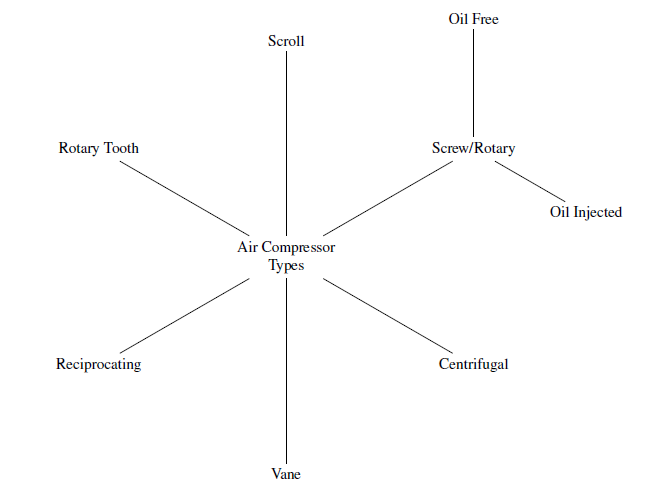 Oil Free
Scroll
Rotary Tooth
Screw/Rotary
Oil Injected
Air Compressor
Types
Reciprocating
Centrifugal
Vane